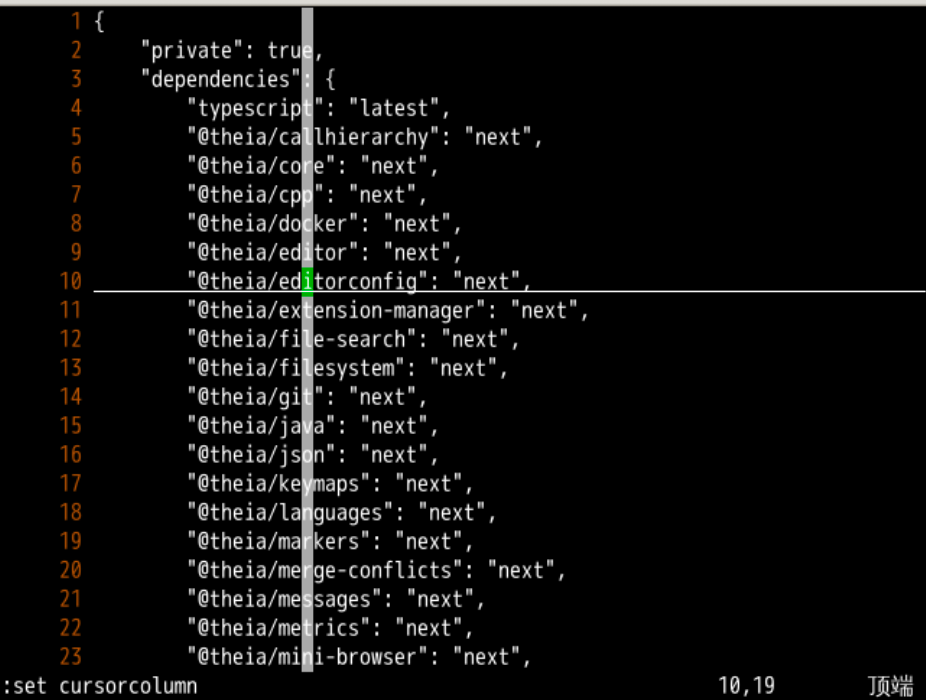 1 {
2     "private": true,
3     "dependencies": {
4         "typescript": "latest",
5         "@theia/callhierarchy": "next",
6         "@theia/core": "next",
7         "@theia/cpp": "next",
8         "@theia/docker": "next",
9         "@theia/editor": "next",
10         "@theia/editorconfig": "next",
11         "@theia/extension-manager": "next",
12         "@theia/file-search": "next",
13         "@theia/filesystem": "next",
14         "@theia/git": "next",
15         "@theia/java": "next",
16         "@theia/json": "next",
17         "@theia/keymaps": "next",
18         "@theia/languages": "next",
19         "@theia/markers": "next",
20         "@theia/merge-conflicts": "next",
21         "@theia/messages": "next",
22         "@theia/metrics": "next",
23         "@theia/mini-browser": "next",
:set cursorcolumn 10,19 顶端